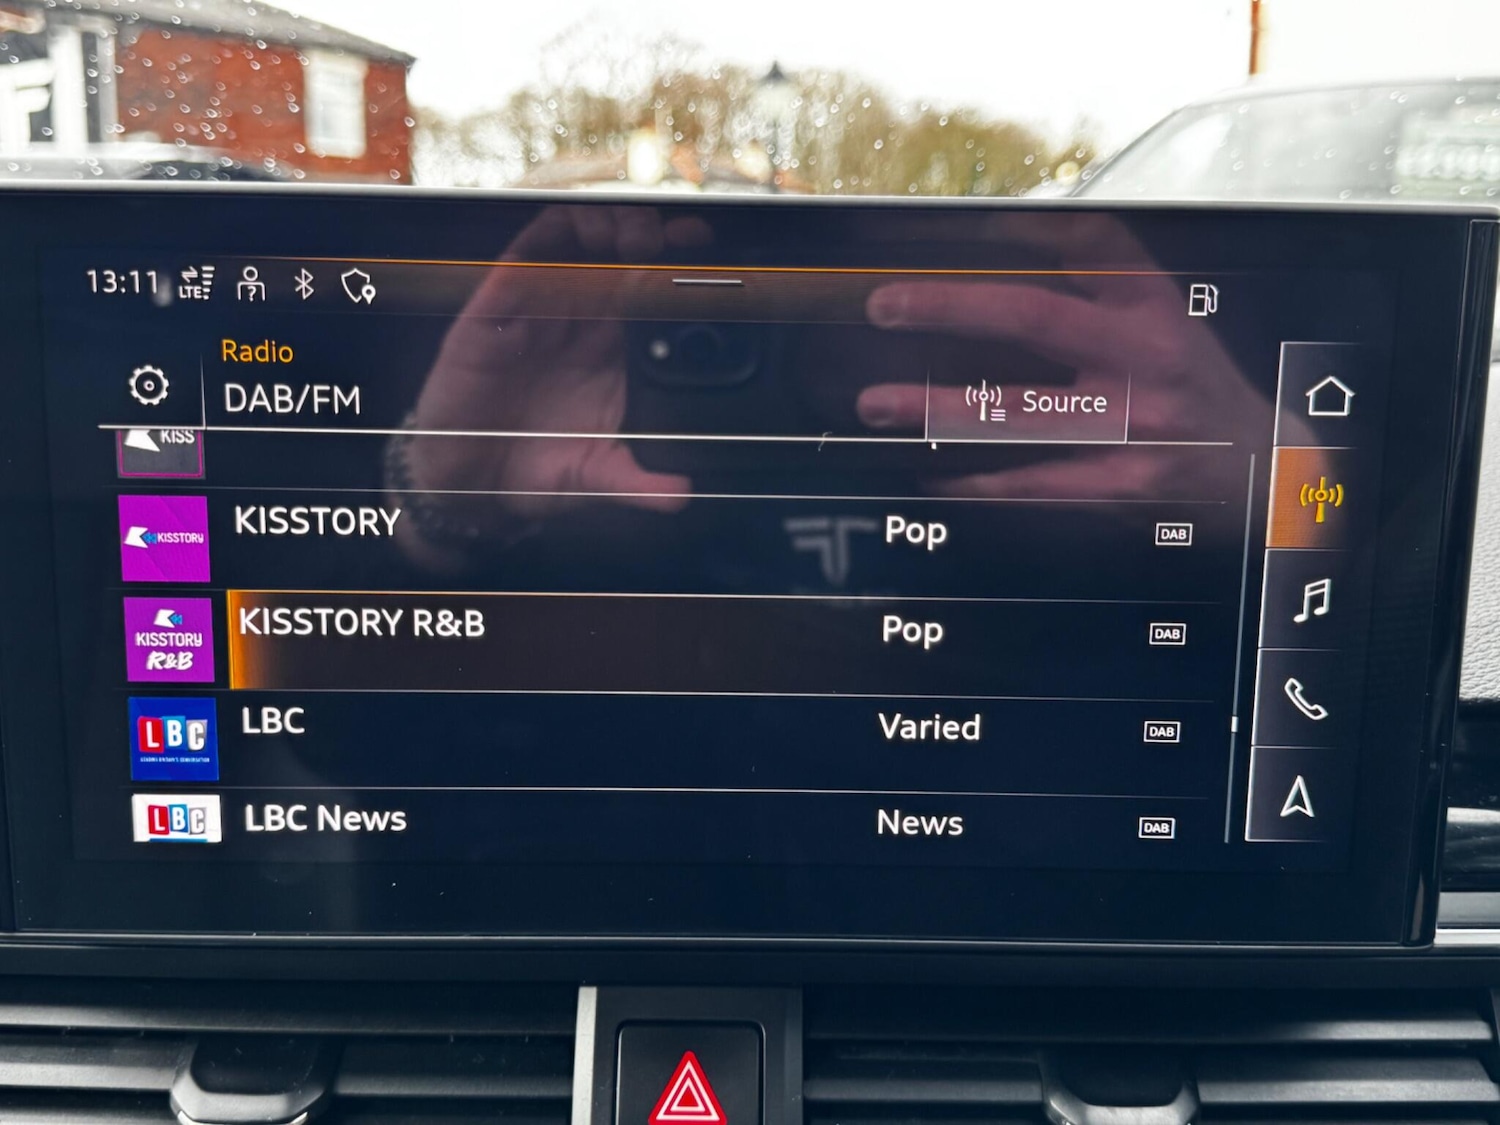 13:11 LTE
Radio
DAB/FM
Source
KISS
KISSTORY
KISSTORY Pop DAB
KISSTORY
R&B
KISSTORY R&B Pop DAB
LBC
LBC Varied DAB
LBC
LBC News News DAB